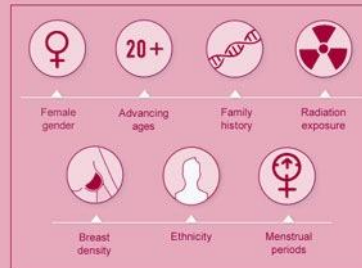 20+
Female
gender
Advancing
ages
Family
history
Radiation
exposure
Breast
density
Ethnicity
Menstrual
periods